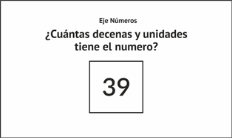 Eje Números
¿Cuántas decenas y unidades
tiene el numero?
39